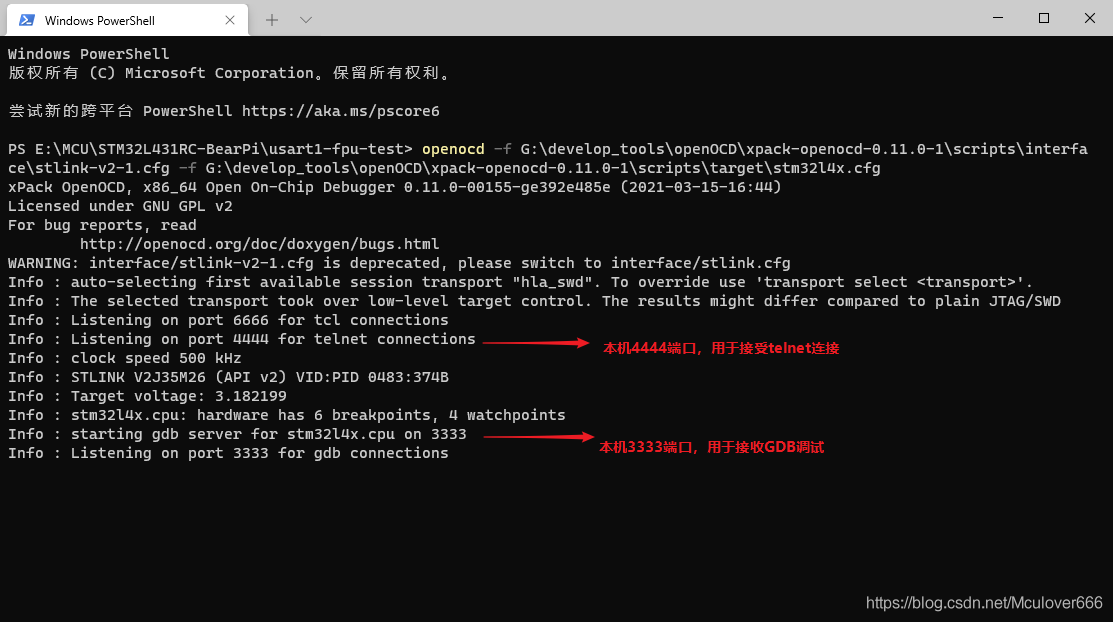 Windows PowerShell
Windows PowerShell
版权所有 (C) Microsoft Corporation。保留所有权利。
尝试新的跨平台 PowerShell https://aka.ms/pscore6
PS E:\MCU\STM32L431RC-BearPi\usart1-fpu-test> openocd -f G:\develop_tools\openOCD\xpack-openocd-0.11.0-1\scripts\interfa
ce\stlink-v2-1.cfg -f G:\develop_tools\openOCD\xpack-openocd-0.11.0-1\scripts\target\stm32l4x.cfg
xPack OpenOCD, x86_64 Open On-Chip Debugger 0.11.0-00155-ge392e485e (2021-03-15-16:44)
Licensed under GNU GPL v2
For bug reports, read
http://openocd.org/doc/doxygen/bugs.html
WARNING: interface/stlink-v2-1.cfg is deprecated, please switch to interface/stlink.cfg
Info : auto-selecting first available session transport "hla_swd". To override use 'transport select <transport>'.
Info : The selected transport took over low-level target control. The results might differ compared to plain JTAG/SWD
Info : Listening on port 6666 for tcl connections
Info : Listening on port 4444 for telnet connections
本机4444端口，用于接受telnet连接
Info : clock speed 500 kHz
Info : STLINK V2J35M26 (API v2) VID:PID 0483:374B
Info : Target voltage: 3.182199
Info : stm32l4x.cpu: hardware has 6 breakpoints, 4 watchpoints
Info : starting gdb server for stm32l4x.cpu on 3333
本机3333端口，用于接收GDB调试
Info : Listening on port 3333 for gdb connections
https://blog.csdn.net/Mculover666